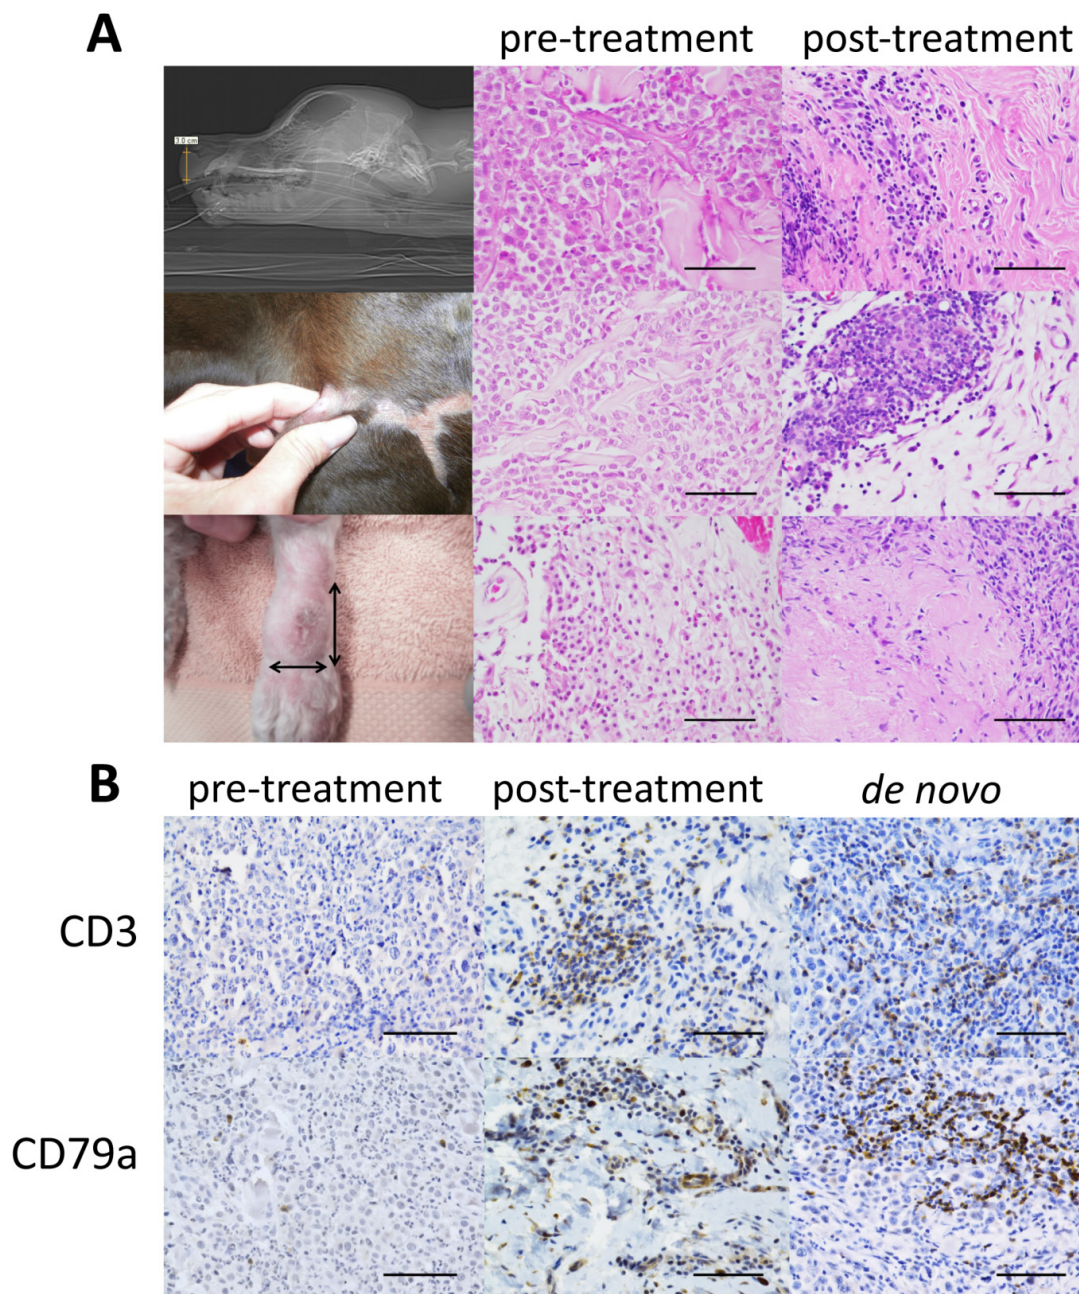 A
pre-treatment post-treatment
3.0 cm
B
pre-treatment post-treatment de novo
CD3
CD79a